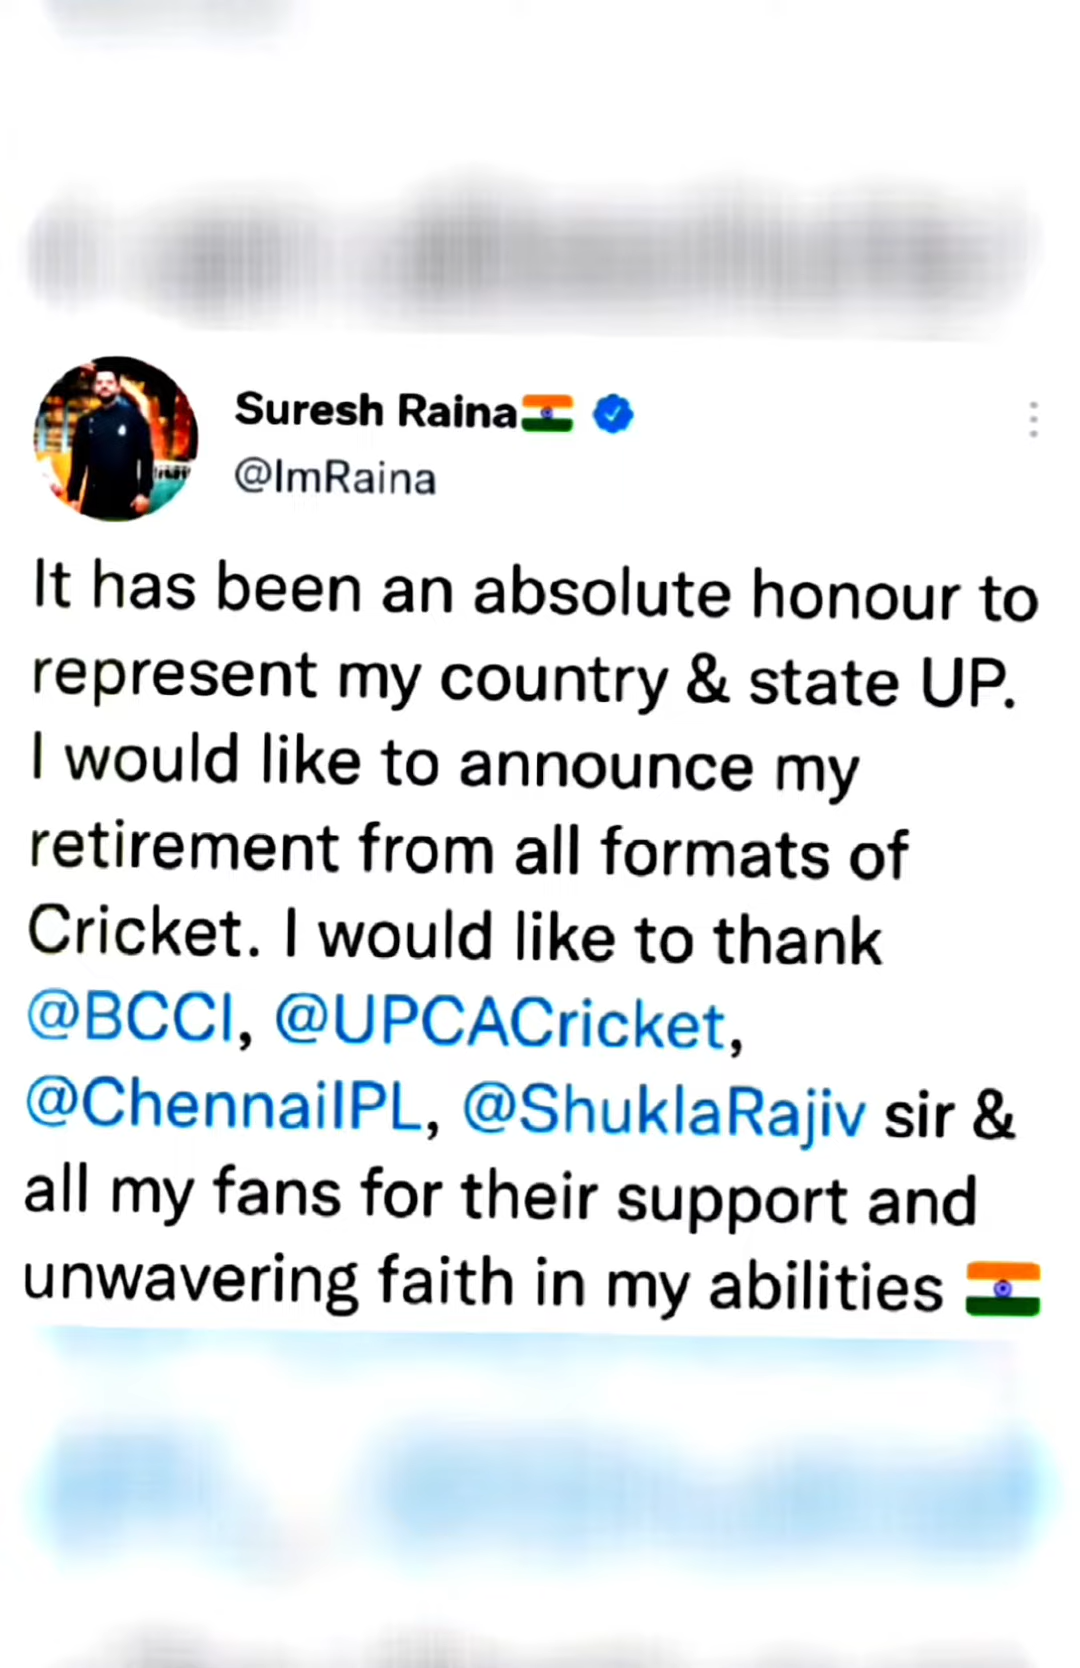 Suresh Raina🇮🇳
@ImRaina
It has been an absolute honour to
represent my country & state UP.
I would like to announce my
retirement from all formats of
Cricket. I would like to thank
@BCCI, @UPCACricket,
@ChennaiIPL, @ShuklaRajiv sir &
all my fans for their support and
unwavering faith in my abilities 🇮🇳